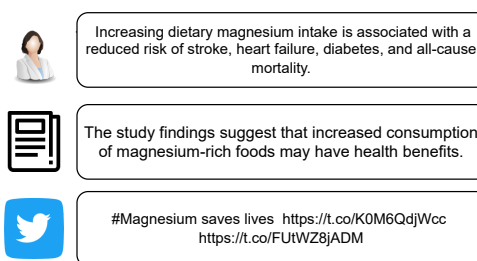 Increasing dietary magnesium intake is associated with a
reduced risk of stroke, heart failure, diabetes, and all-cause
mortality.
The study findings suggest that increased consumption
of magnesium-rich foods may have health benefits.
#Magnesium saves lives https://t.co/K0M6QdjWcc
https://t.co/FUtWZ8jADM